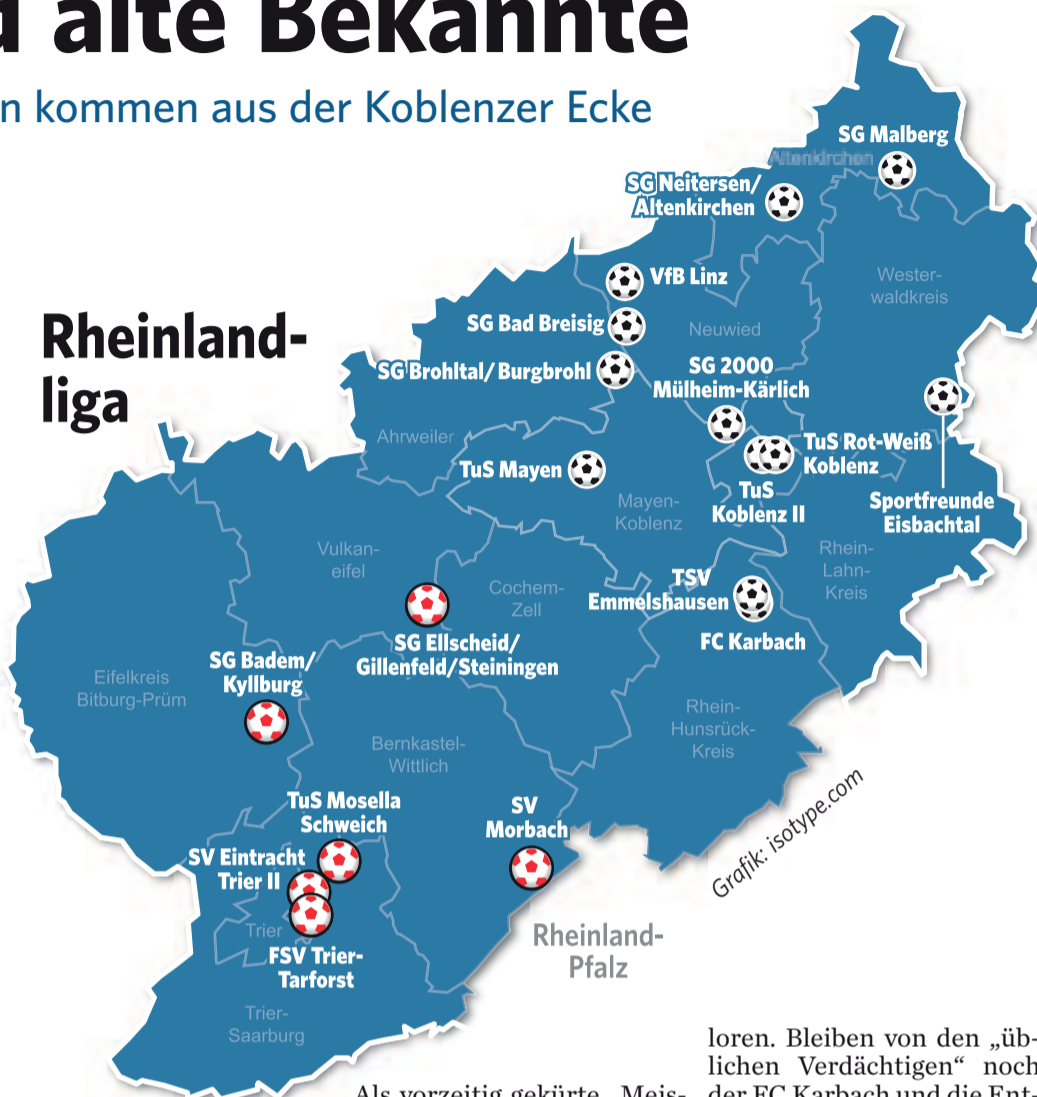 d alte Bekannte
n kommen aus der Koblenzer Ecke
Rheinland-
liga
SG Malberg
Altenkirchen
SG Neitersen/
Altenkirchen
VfB Linz
Wester-
waldkreis
SG Bad Breisig
Neuwied
SG Brohltal/Burgbrohl
SG 2000
Mülheim-Kärlich
Ahrweiler
TuS Rot-Weiß
Koblenz
TuS Mayen
TuS
Koblenz II
Sportfreunde
Eisbachtal
Mayen-
Koblenz
Vulkan-
eifel
Rhein-
Lahn-
Kreis
Cochem-
Zell
TSV
Emmelshausen
FC Karbach
SG Ellscheid/
Gillenfeld/Steiningen
SG Badem/
Kyllburg
Eifelkreis
Bitburg-Prüm
Rhein-
Hunsrück-
Kreis
Bernkastel-
Wittlich
TuS Mosella
Schweich
SV
Morbach
SV Eintracht
Trier II
Trier
FSV Trier-
Tarforst
Trier-
Saarburg
Grafik: isotype.com
Rheinland-
Pfalz
Als vorzeitig gekürte „Meis-
loren. Bleiben von den „üb-
lichen Verdächtigen“ noch
der FC Karbach und die Ent-